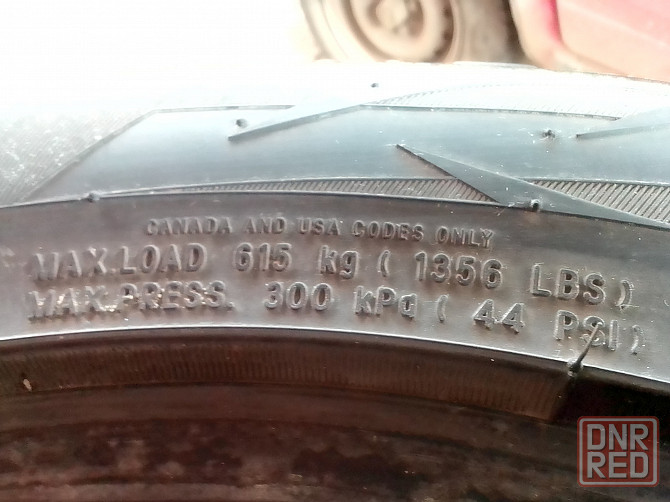 CANADA AND USA CODES ONLY
MAX.LOAD 615 kg ( 1356 LBS )
MAX.PRESS. 300 kPa ( 44 PSI )
DNR
RED